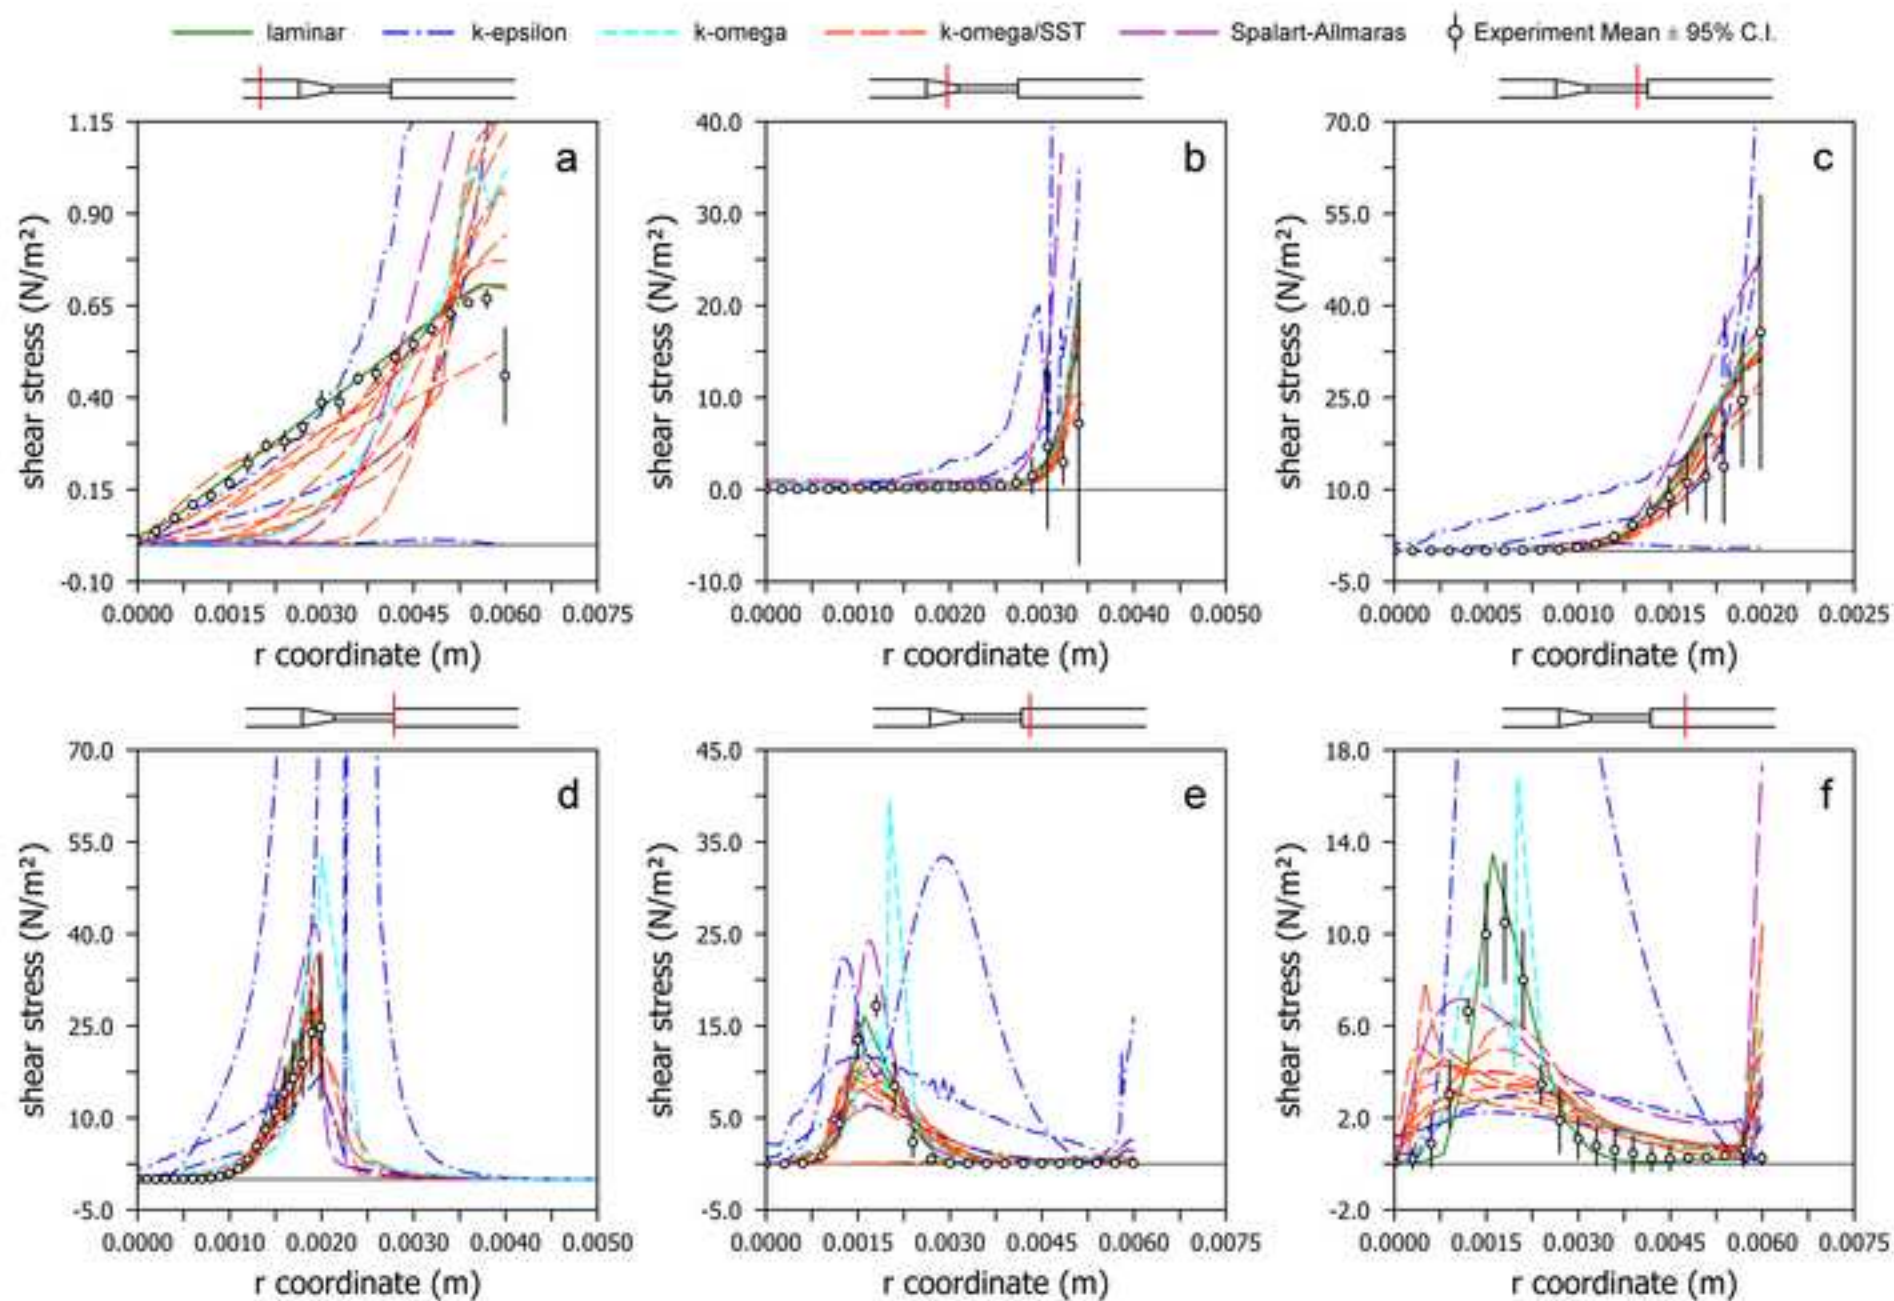 laminar k-epsilon k-omega k-omega/SST Spalart-Allmaras Experiment Mean ± 95% C.I.
a
1.15
0.90
0.65
0.40
0.15
-0.10
shear stress (N/m²)
0.0000 0.0015 0.0030 0.0045 0.0060 0.0075
r coordinate (m)
b
40.0
30.0
20.0
10.0
0.0
-10.0
shear stress (N/m²)
0.0000 0.0010 0.0020 0.0030 0.0040 0.0050
r coordinate (m)
c
70.0
55.0
40.0
25.0
10.0
-5.0
shear stress (N/m²)
0.0000 0.0005 0.0010 0.0015 0.0020 0.0025
r coordinate (m)
d
70.0
55.0
40.0
25.0
10.0
-5.0
shear stress (N/m²)
0.0000 0.0010 0.0020 0.0030 0.0040 0.0050
r coordinate (m)
e
45.0
35.0
25.0
15.0
5.0
-5.0
shear stress (N/m²)
0.0000 0.0015 0.0030 0.0045 0.0060 0.0075
r coordinate (m)
f
18.0
14.0
10.0
6.0
2.0
-2.0
shear stress (N/m²)
0.0000 0.0015 0.0030 0.0045 0.0060 0.0075
r coordinate (m)